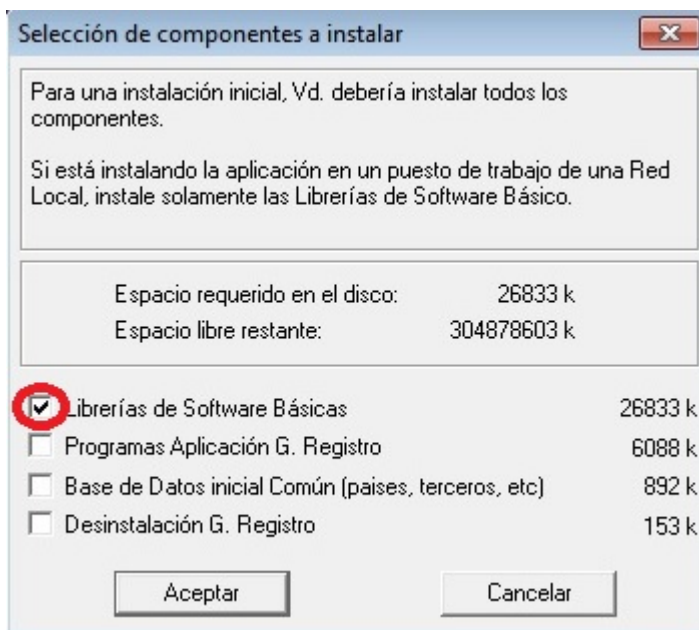 Selección de componentes a instalar
Para una instalación inicial, Vd. debería instalar todos los
componentes.
Si está instalando la aplicación en un puesto de trabajo de una Red
Local, instale solamente las Librerías de Software Básico.
Espacio requerido en el disco: 26833 k
Espacio libre restante: 304878603 k
Librerías de Software Básicas 26833 k
Programas Aplicación G. Registro 6088 k
Base de Datos inicial Común (paises, terceros, etc) 892 k
Desinstalación G. Registro 153 k
Aceptar Cancelar